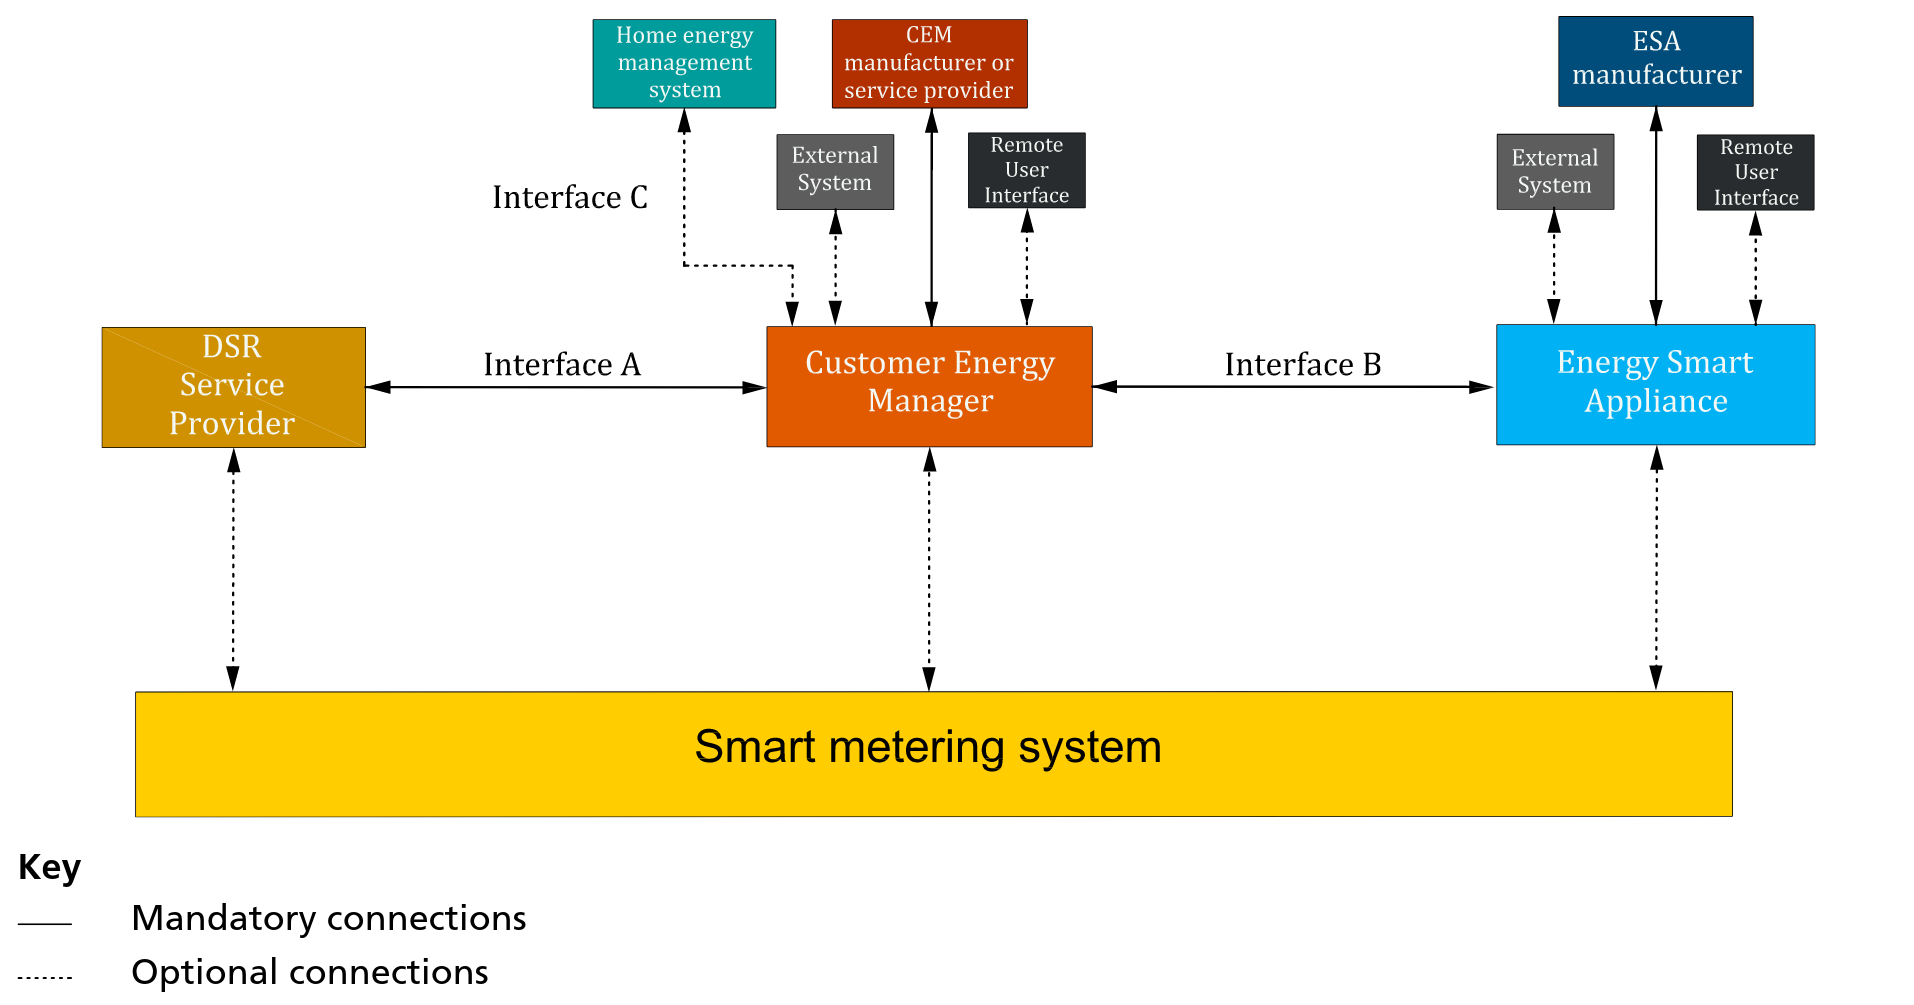 Home energy
management
system
CEM
manufacturer or
service provider
ESA
manufacturer
External
System
Remote
User
Interface
External
System
Remote
User
Interface
Interface C
DSR
Service
Provider
Interface A
Customer Energy
Manager
Interface B
Energy Smart
Appliance
Smart metering system
Key
Mandatory connections
Optional connections